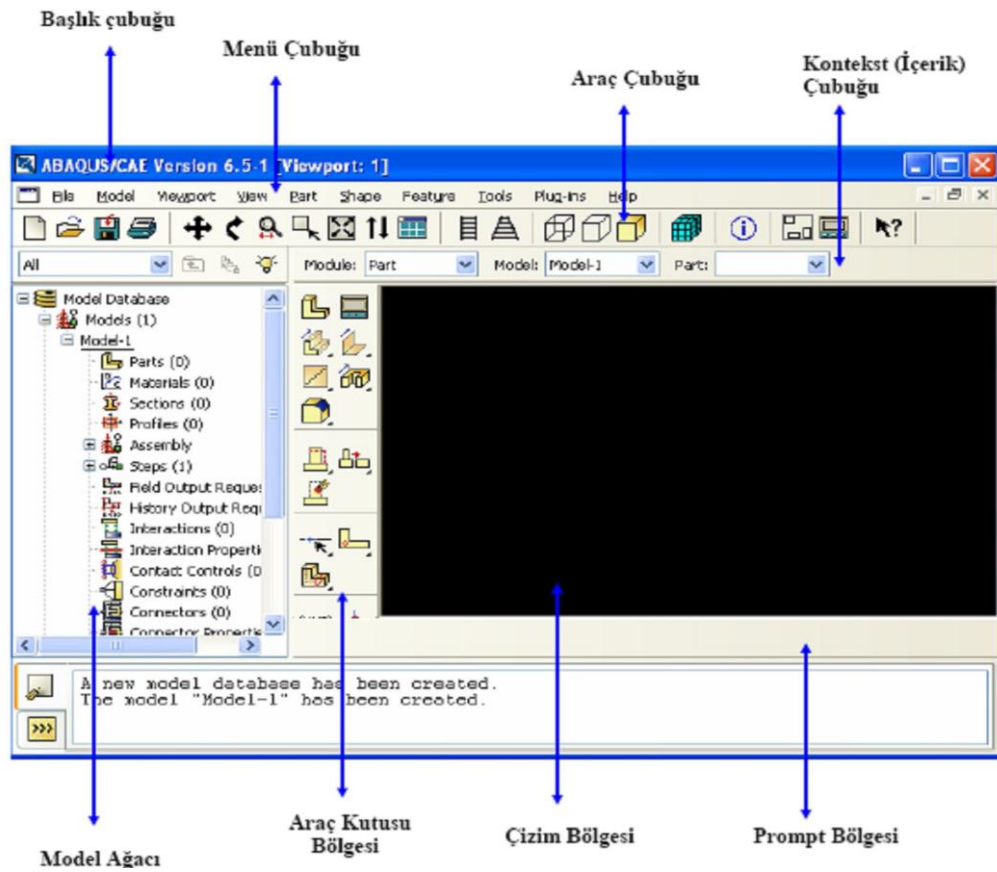 Başlık çubuğu
Menü Çubuğu
Araç Çubuğu
Kontekst (İçerik)
Çubuğu
ABAQUS/CAE Version 6.5-1 [Viewport: 1]
File Model Viewport View Part Shape Feature Tools Plug-ins Help
All Module: Part Model: Model-1 Part:
Model Database
Models (1)
Model-1
Parts (0)
Materials (0)
Sections (0)
Profiles (0)
Assembly
Steps (1)
Field Output Reques
History Output Requ
Interactions (0)
Interaction Properti
Contact Controls (0
Constraints (0)
Connectors (0)
Connector Propertie
A new model database has been created.
The model "Model-1" has been created.
Model Ağacı
Araç Kutusu
Bölgesi
Çizim Bölgesi
Prompt Bölgesi